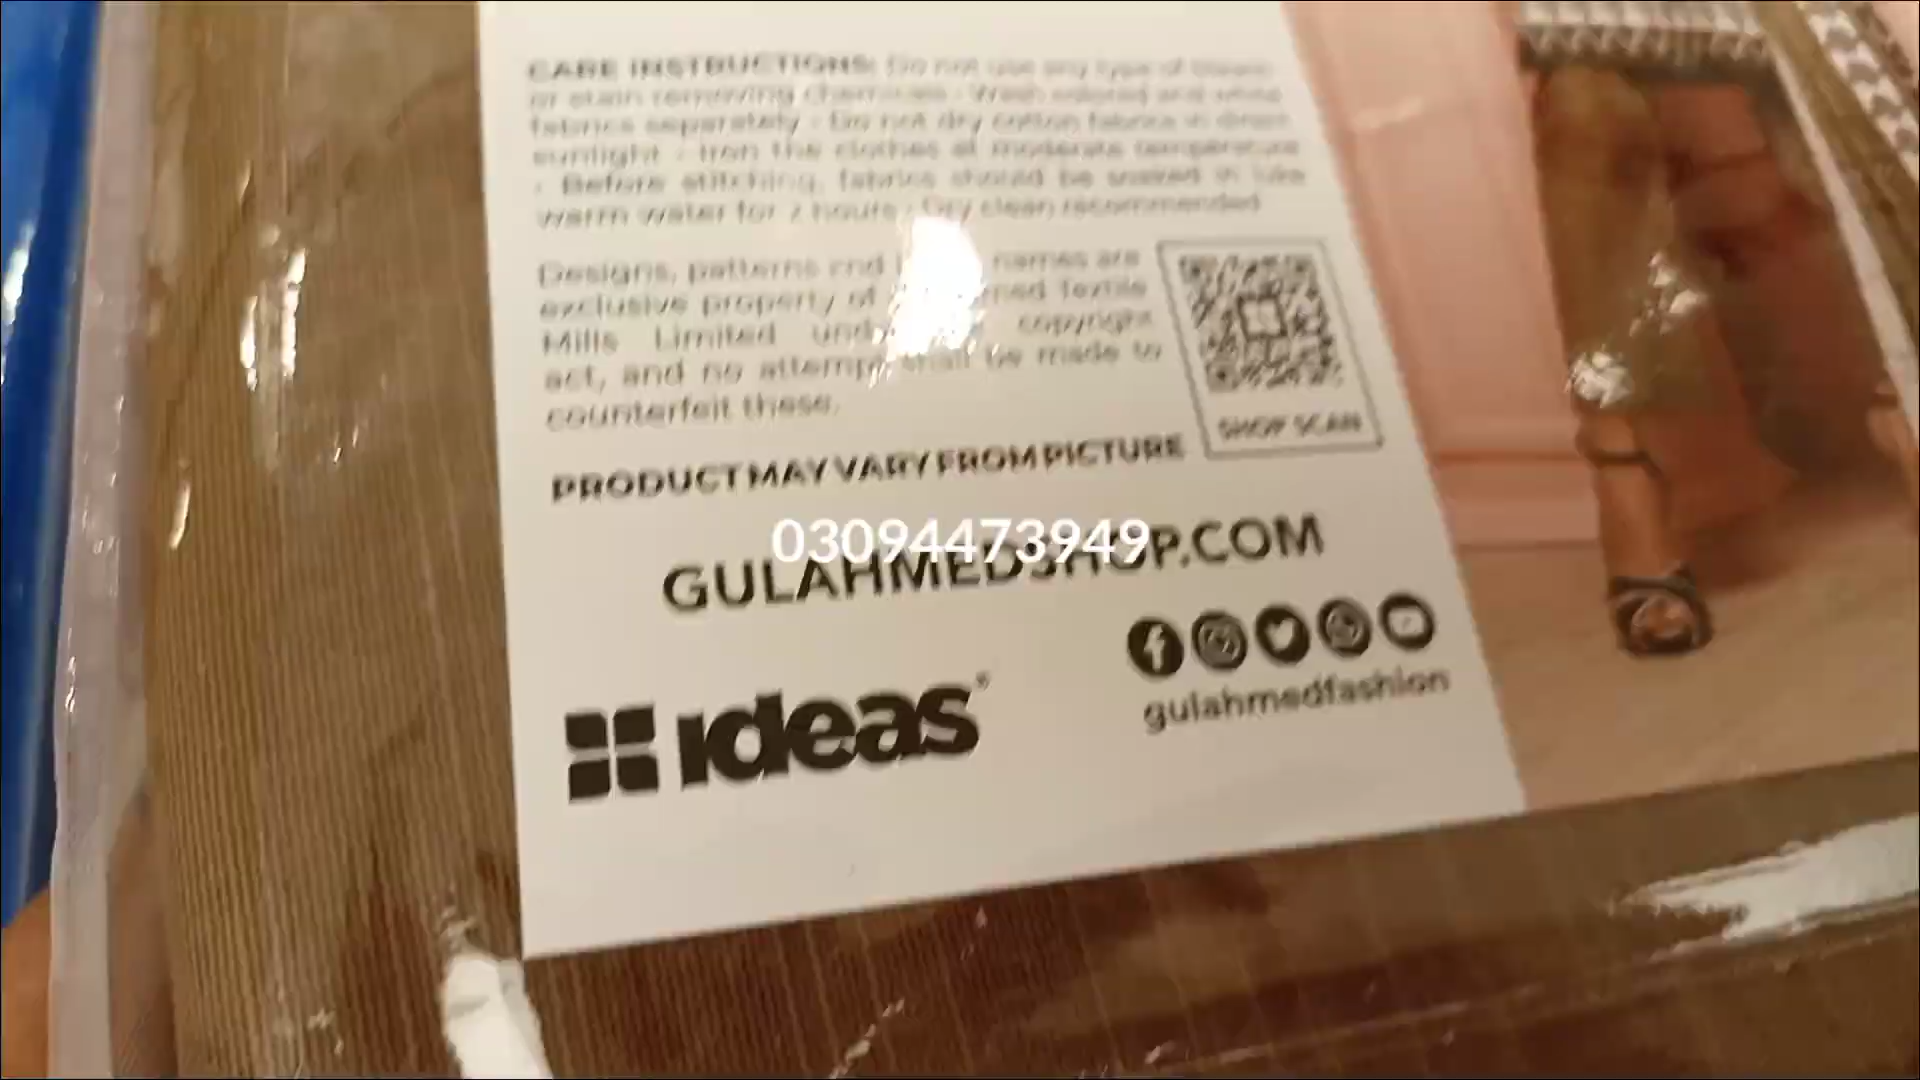 CARE INSTRUCTIONS: Do not use any type of
or stain removing chemicals - Wash colored and white
fabrics separately - Do not dry cotton fabrics in direct
sunlight - Iron the clothes at moderate temperature
- Before stitching, fabrics should be soaked in luke
warm water for 2 hours - Dry clean recommended
Designs, patterns and names are
exclusive property of Textile
Mills Limited copyright
act, and no attempt shall be made to
counterfeit these.
SHOP SCAN
PRODUCT MAY VARY FROM PICTURE
03094473949
GULAHMEDSHOP.COM
ideas®
gulahmedfashion